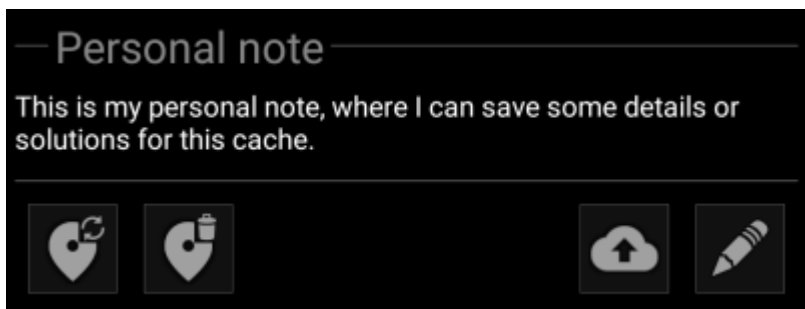 Personal note
This is my personal note, where I can save some details or
solutions for this cache.